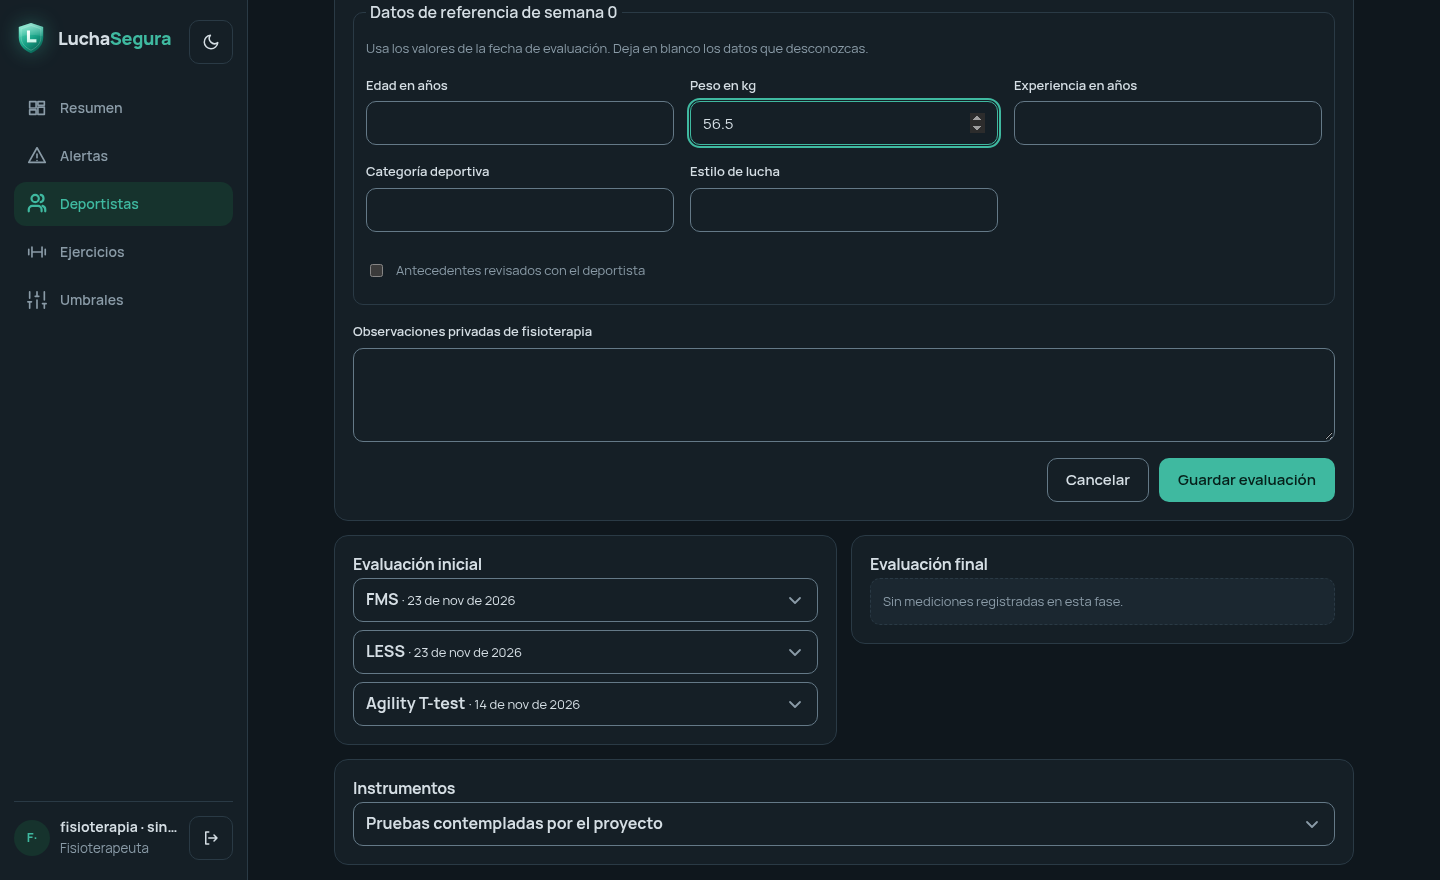 LuchaSegura
Resumen
Alertas
Deportistas
Ejercicios
Umbrales
F·
fisioterapia · sin...
Fisioterapeuta
Datos de referencia de semana 0
Usa los valores de la fecha de evaluación. Deja en blanco los datos que desconozcas.
Edad en años
Peso en kg
Experiencia en años
56.5
Categoría deportiva
Estilo de lucha
Antecedentes revisados con el deportista
Observaciones privadas de fisioterapia
Cancelar
Guardar evaluación
Evaluación inicial
FMS · 23 de nov de 2026
LESS · 23 de nov de 2026
Agility T-test · 14 de nov de 2026
Evaluación final
Sin mediciones registradas en esta fase.
Instrumentos
Pruebas contempladas por el proyecto